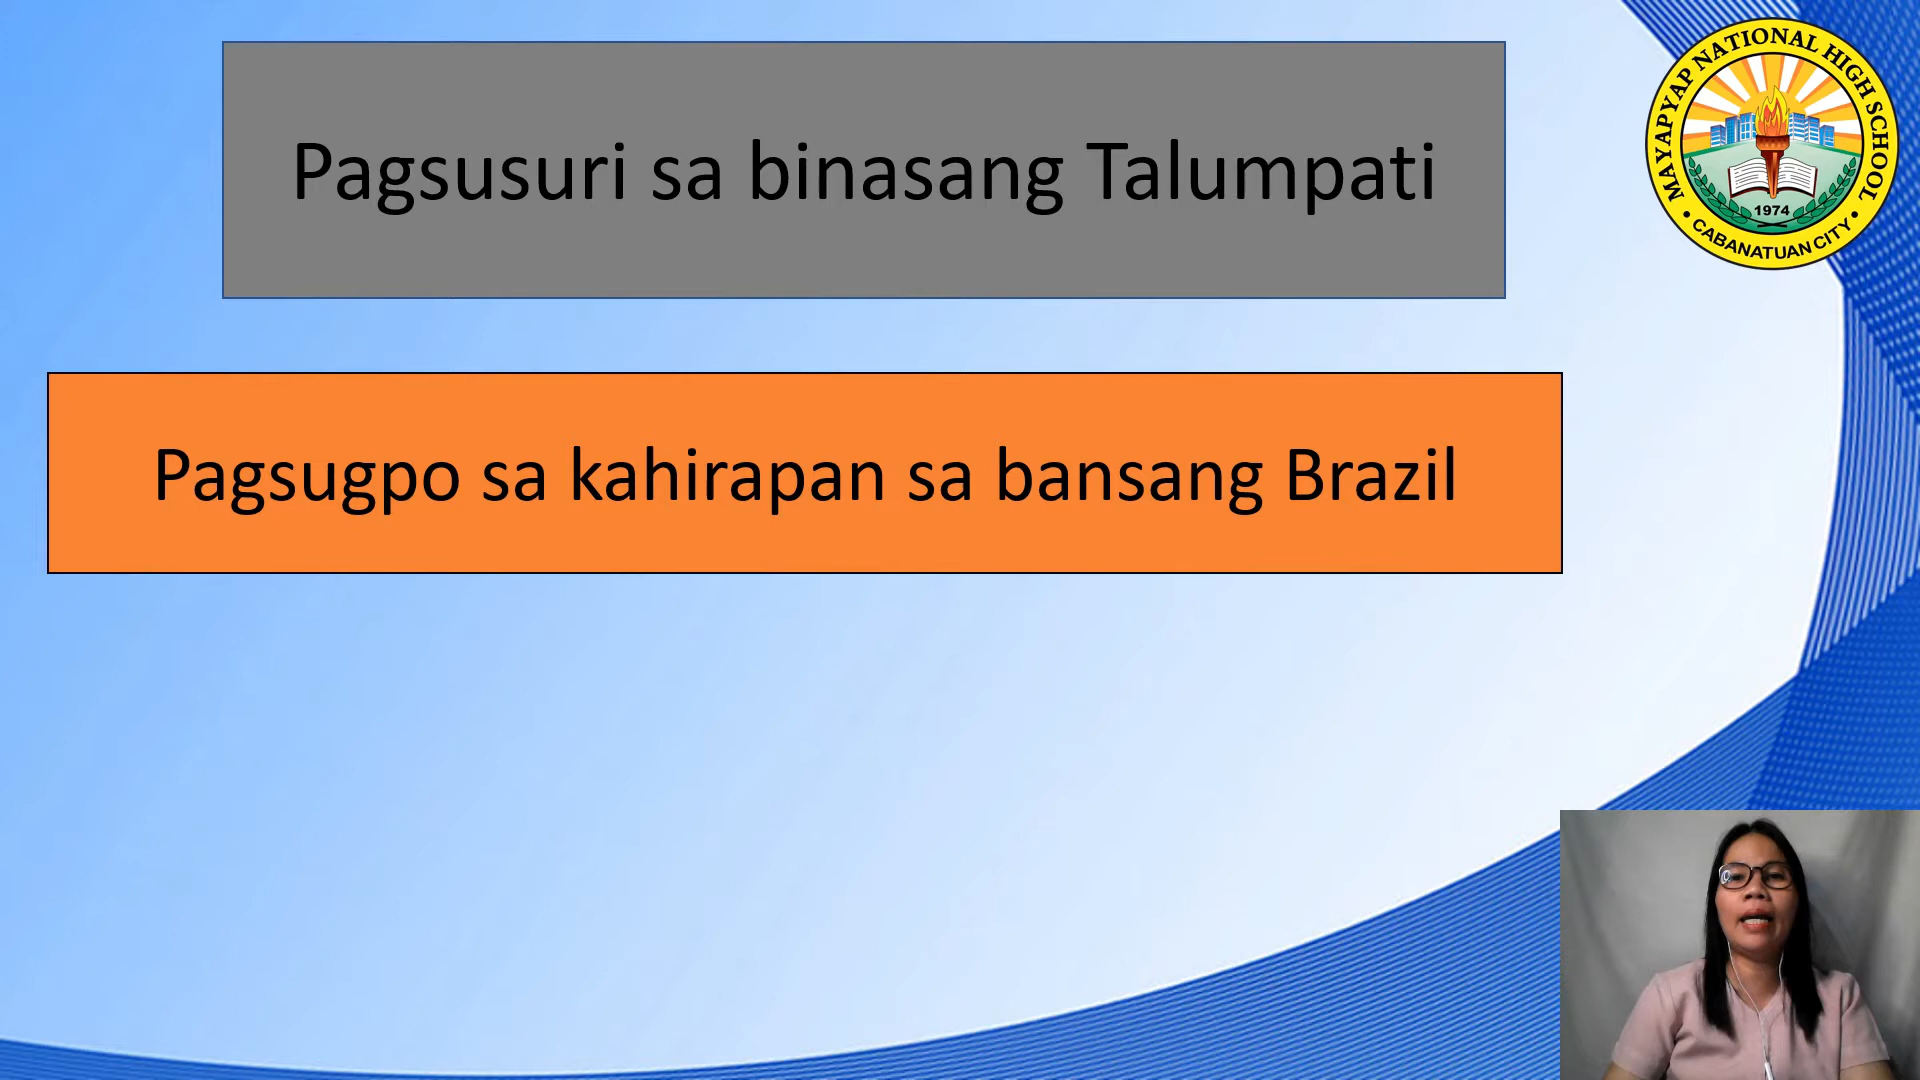 Pagsusuri sa binasang Talumpati
MAYAPYAP NATIONAL HIGH SCHOOL
1974
• CABANATUAN CITY •
Pagsugpo sa kahirapan sa bansang Brazil